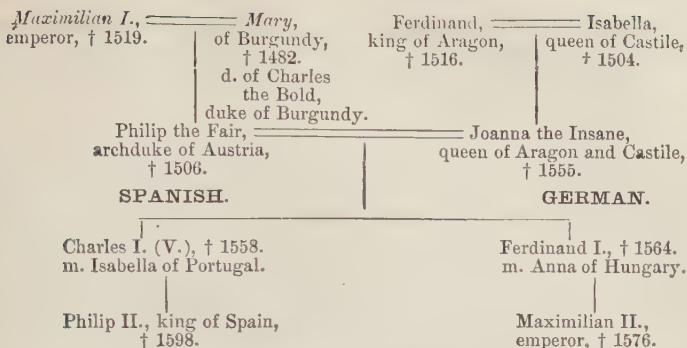 Maximilian I., Mary, Ferdinand, Isabella,
emperor, † 1519. of Burgundy, king of Aragon, queen of Castile,
† 1482. † 1516. † 1504.
d. of Charles
the Bold,
duke of Burgundy.
Philip the Fair, Joanna the Insane,
archduke of Austria, queen of Aragon and Castile,
† 1506. † 1555.
SPANISH. GERMAN.
Charles I. (V.), † 1558. Ferdinand I., † 1564.
m. Isabella of Portugal. m. Anna of Hungary.
Philip II., king of Spain, Maximilian II.,
† 1598. emperor, † 1576.